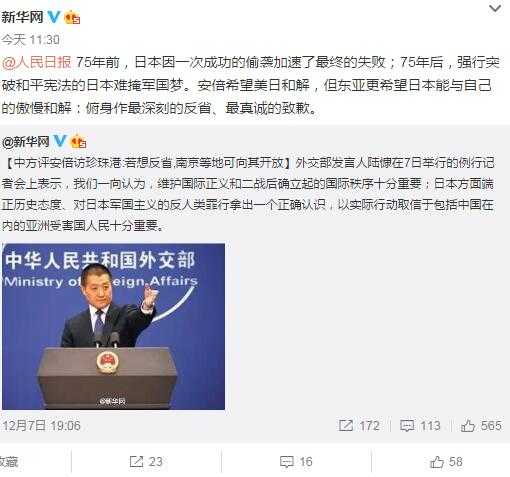 新华网
今天 11:30
@人民日报 75年前，日本因一次成功的偷袭加速了最终的失败；75年后，强行突
破和平宪法的日本难掩军国梦。安倍希望美日和解，但东亚更希望日本能与自己
的傲慢和解：俯身作最深刻的反省、最真诚的致歉。
@新华网
【中方评安倍访珍珠港:若想反省,南京等地可向其开放】外交部发言人陆慷在7日举行的例行记
者会上表示，我们一向认为，维护国际正义和二战后确立起的国际秩序十分重要；日本方面端
正历史态度、对日本军国主义的反人类罪行拿出一个正确认识，以实际行动取信于包括中国在
内的亚洲受害国人民十分重要。
中华人民共和国外交部
Ministry of Foreign Affairs
@新华网
12月7日 19:06
172
113
565
收藏
23
16
58